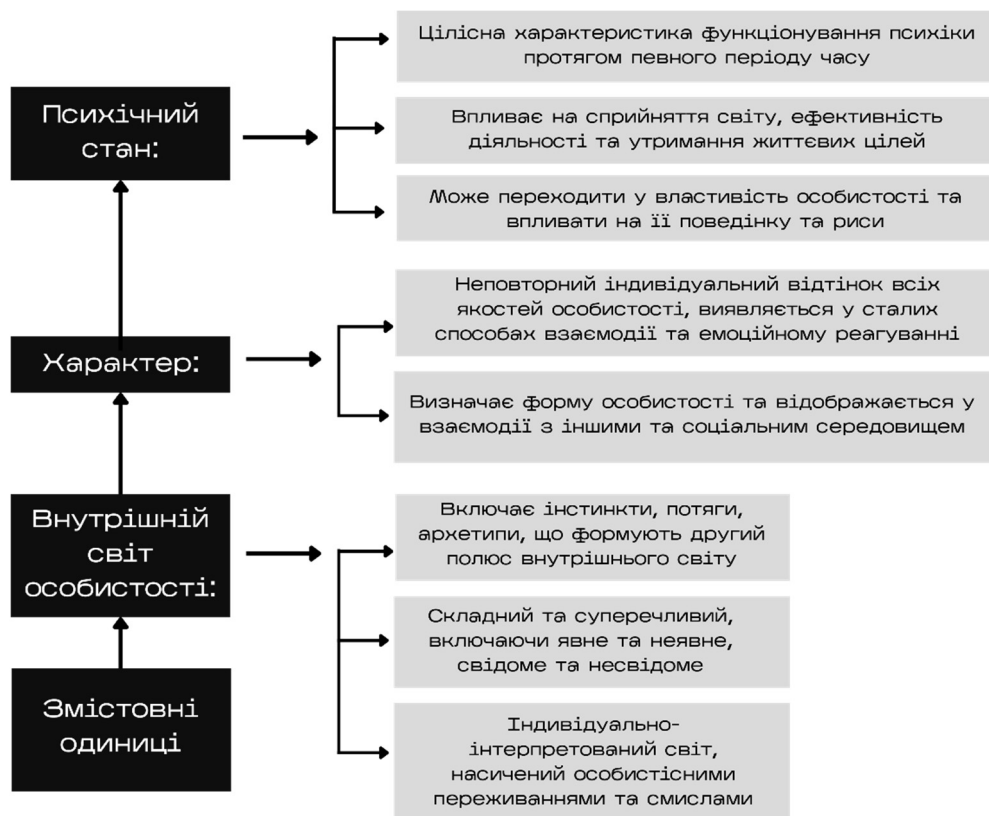 Психічний
стан:
Цілісна характеристика функціонування психіки
протягом певного періоду часу
Впливає на сприйняття світу, ефективність
діяльності та утримання життєвих цілей
Може переходити у властивість особистості та
впливати на її поведінку та риси
Характер:
Неповторний індивідуальний відтінок всіх
якостей особистості, виявляється у сталих
способах взаємодії та емоційному реагуванні
Визначає форму особистості та відображається у
взаємодії з іншими та соціальним середовищем
Внутрішній
світ
особистості:
Включає інстинкти, потяги,
архетипи, що формують другий
полюс внутрішнього світу
Складний та суперечливий,
включаючи явне та неявне,
свідоме та несвідоме
Індивідуально-
інтерпретований світ,
насичений особистісними
переживаннями та смислами
Змістовні
одиниці